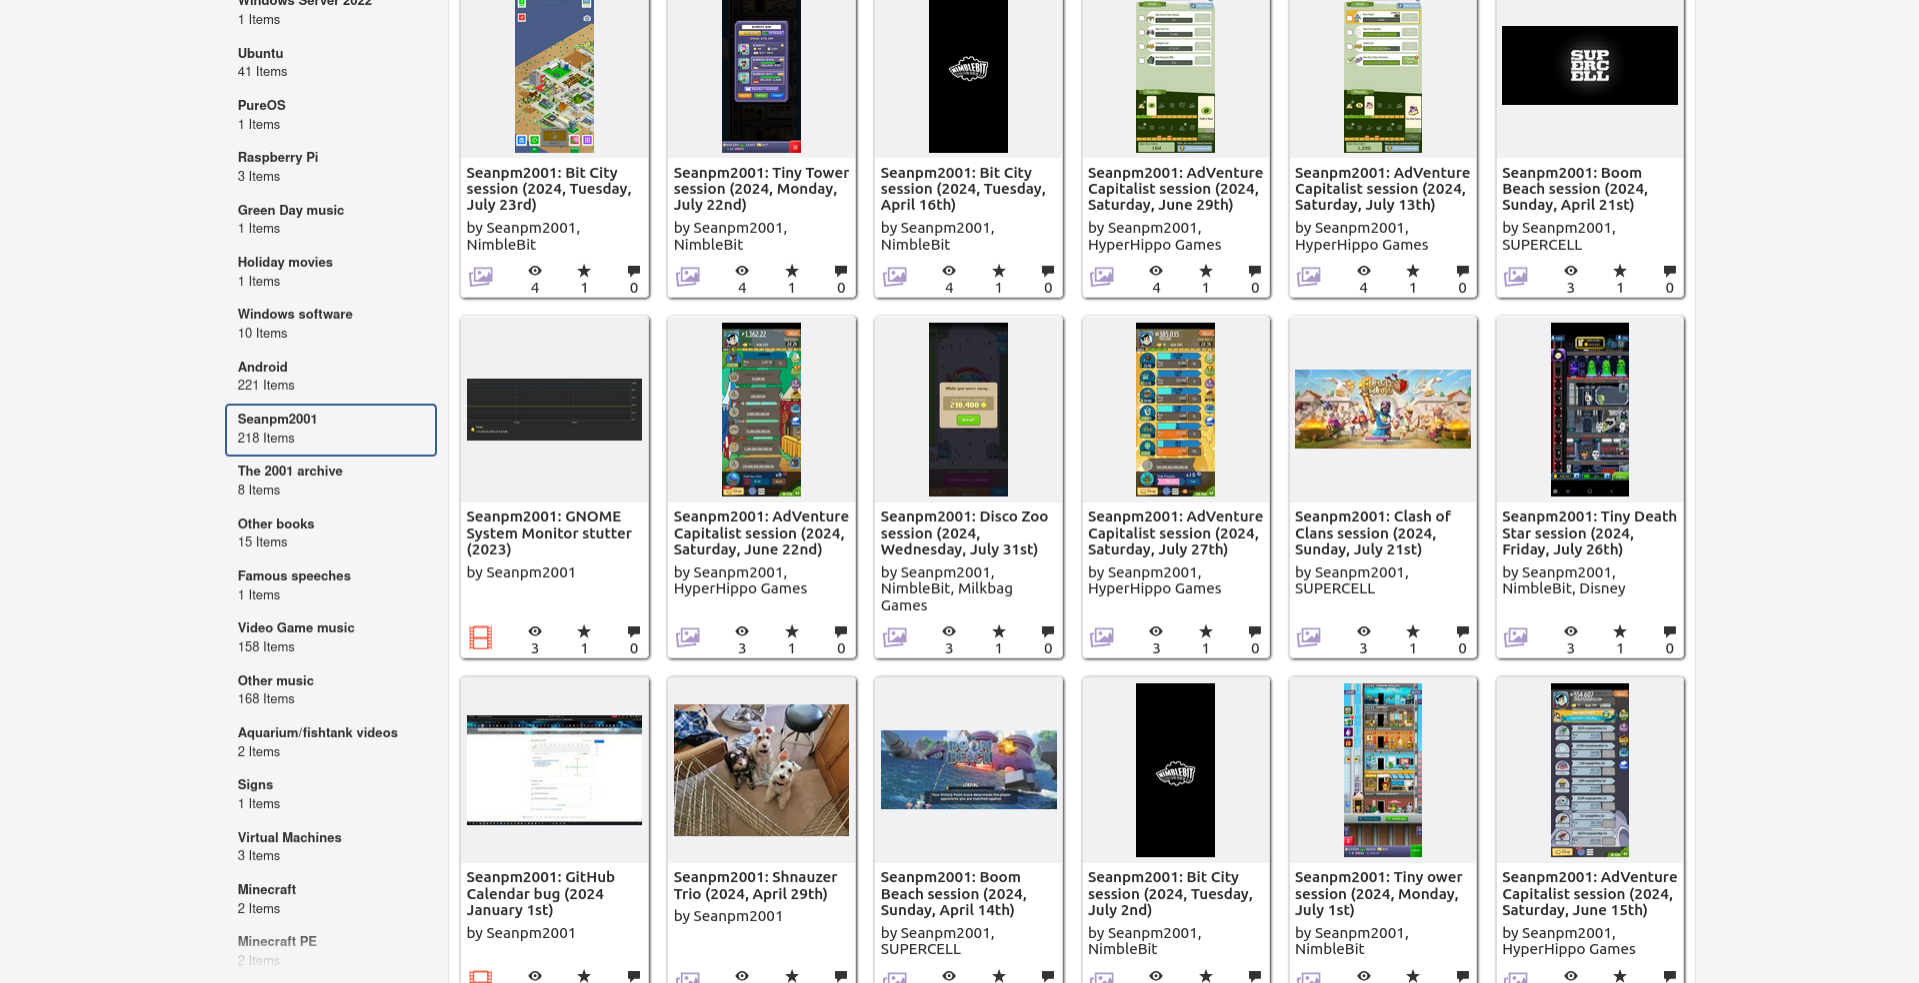 Windows Server 2022
1 Items
Ubuntu
41 Items
PureOS
1 Items
Raspberry Pi
3 Items
Green Day music
1 Items
Holiday movies
1 Items
Windows software
10 Items
Android
221 Items
Seanpm2001
218 Items
The 2001 archive
8 Items
Other books
15 Items
Famous speeches
1 Items
Video Game music
158 Items
Other music
168 Items
Aquarium/fishtank videos
2 Items
Signs
1 Items
Virtual Machines
3 Items
Minecraft
2 Items
Minecraft PE
2 Items
Seanpm2001: Bit City
session (2024, Tuesday,
July 23rd)
by Seanpm2001,
NimbleBit
4 1 0
Seanpm2001: Tiny Tower
session (2024, Monday,
July 22nd)
by Seanpm2001,
NimbleBit
4 1 0
NIMBLEBIT
Seanpm2001: Bit City
session (2024, Tuesday,
April 16th)
by Seanpm2001,
NimbleBit
4 1 0
Seanpm2001: AdVenture
Capitalist session (2024,
Saturday, June 29th)
by Seanpm2001,
HyperHippo Games
4 1 0
Seanpm2001: AdVenture
Capitalist session (2024,
Saturday, July 13th)
by Seanpm2001,
HyperHippo Games
4 1 0
SUP
ERC
ELL
Seanpm2001: Boom
Beach session (2024,
Sunday, April 21st)
by Seanpm2001,
SUPERCELL
3 1 0
Seanpm2001: GNOME
System Monitor stutter
(2023)
by Seanpm2001
3 1 0
Seanpm2001: AdVenture
Capitalist session (2024,
Saturday, June 22nd)
by Seanpm2001,
HyperHippo Games
3 1 0
While you were away...
210,400
Seanpm2001: Disco Zoo
session (2024,
Wednesday, July 31st)
by Seanpm2001,
NimbleBit, Milkbag
Games
3 1 0
Seanpm2001: AdVenture
Capitalist session (2024,
Saturday, July 27th)
by Seanpm2001,
HyperHippo Games
3 1 0
Seanpm2001: Clash of
Clans session (2024,
Sunday, July 21st)
by Seanpm2001,
SUPERCELL
3 1 0
Seanpm2001: Tiny Death
Star session (2024,
Friday, July 26th)
by Seanpm2001,
NimbleBit, Disney
3 1 0
Seanpm2001: GitHub
Calendar bug (2024
January 1st)
by Seanpm2001
Seanpm2001: Shnauzer
Trio (2024, April 29th)
by Seanpm2001
BOOM
BEACH
LOADING
Seanpm2001: Boom
Beach session (2024,
Sunday, April 14th)
by Seanpm2001,
SUPERCELL
NIMBLEBIT
Seanpm2001: Bit City
session (2024, Tuesday,
July 2nd)
by Seanpm2001,
NimbleBit
Seanpm2001: Tiny ower
session (2024, Monday,
July 1st)
by Seanpm2001,
NimbleBit
Seanpm2001: AdVenture
Capitalist session (2024,
Saturday, June 15th)
by Seanpm2001,
HyperHippo Games